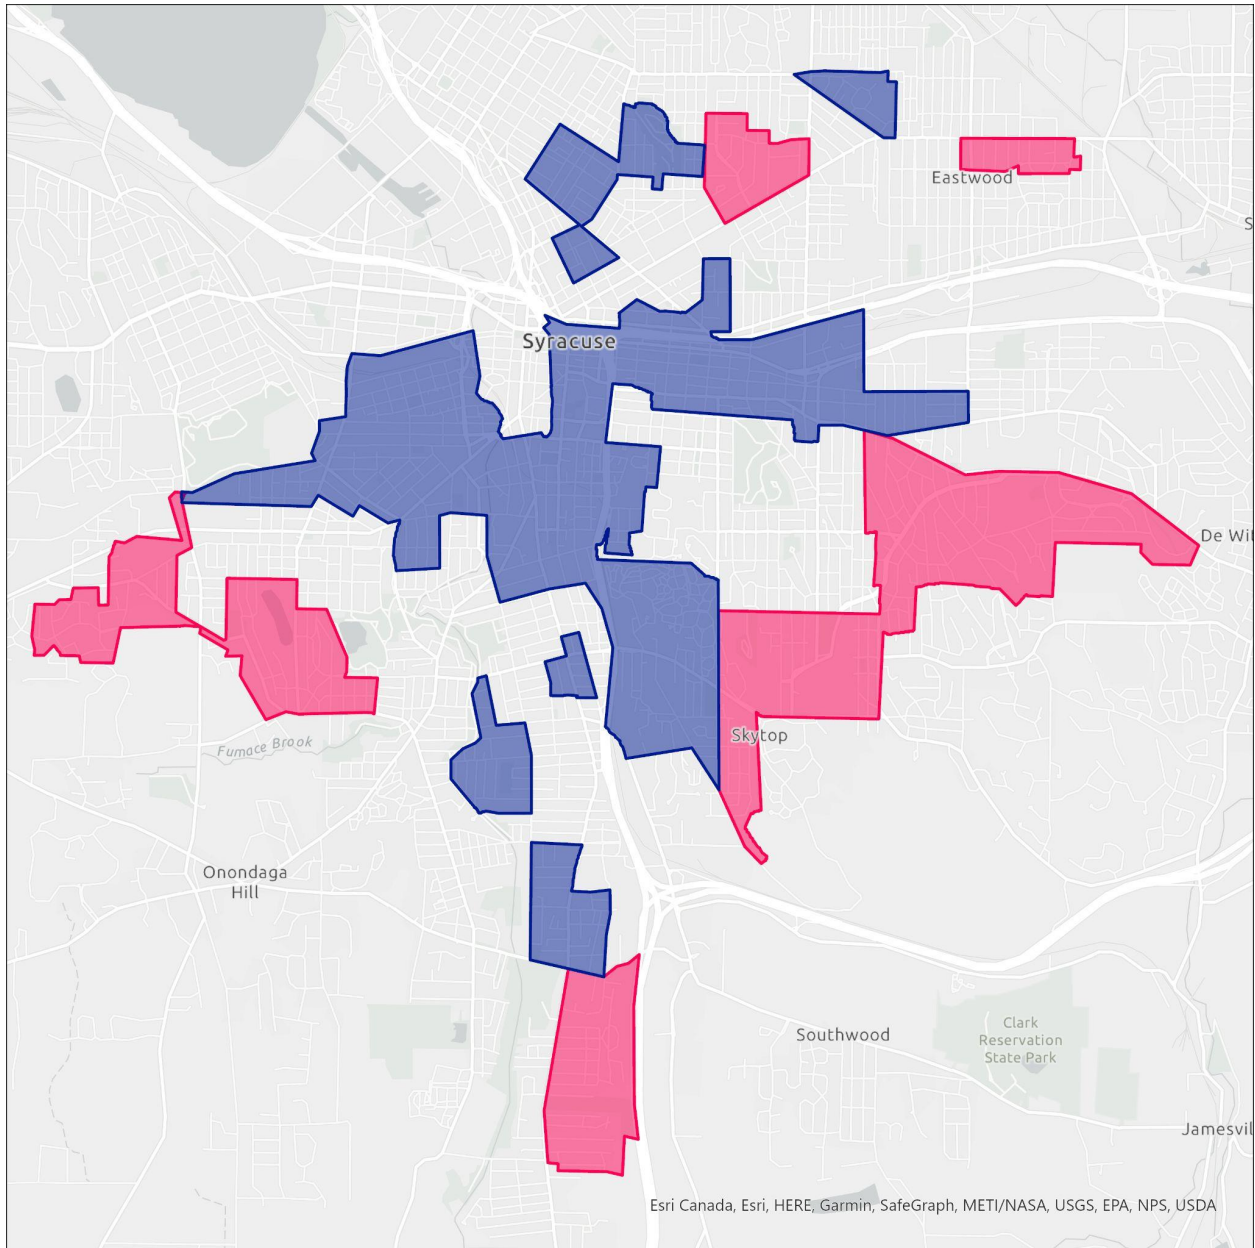 Eastwood
S
Syracuse
De Wit
Skytop
Furnace Brook
Onondaga
Hill
Clark
Reservation
State Park
Southwood
Jamesvil
Esri Canada, Esri, HERE, Garmin, SafeGraph, METI/NASA, USGS, EPA, NPS, USDA